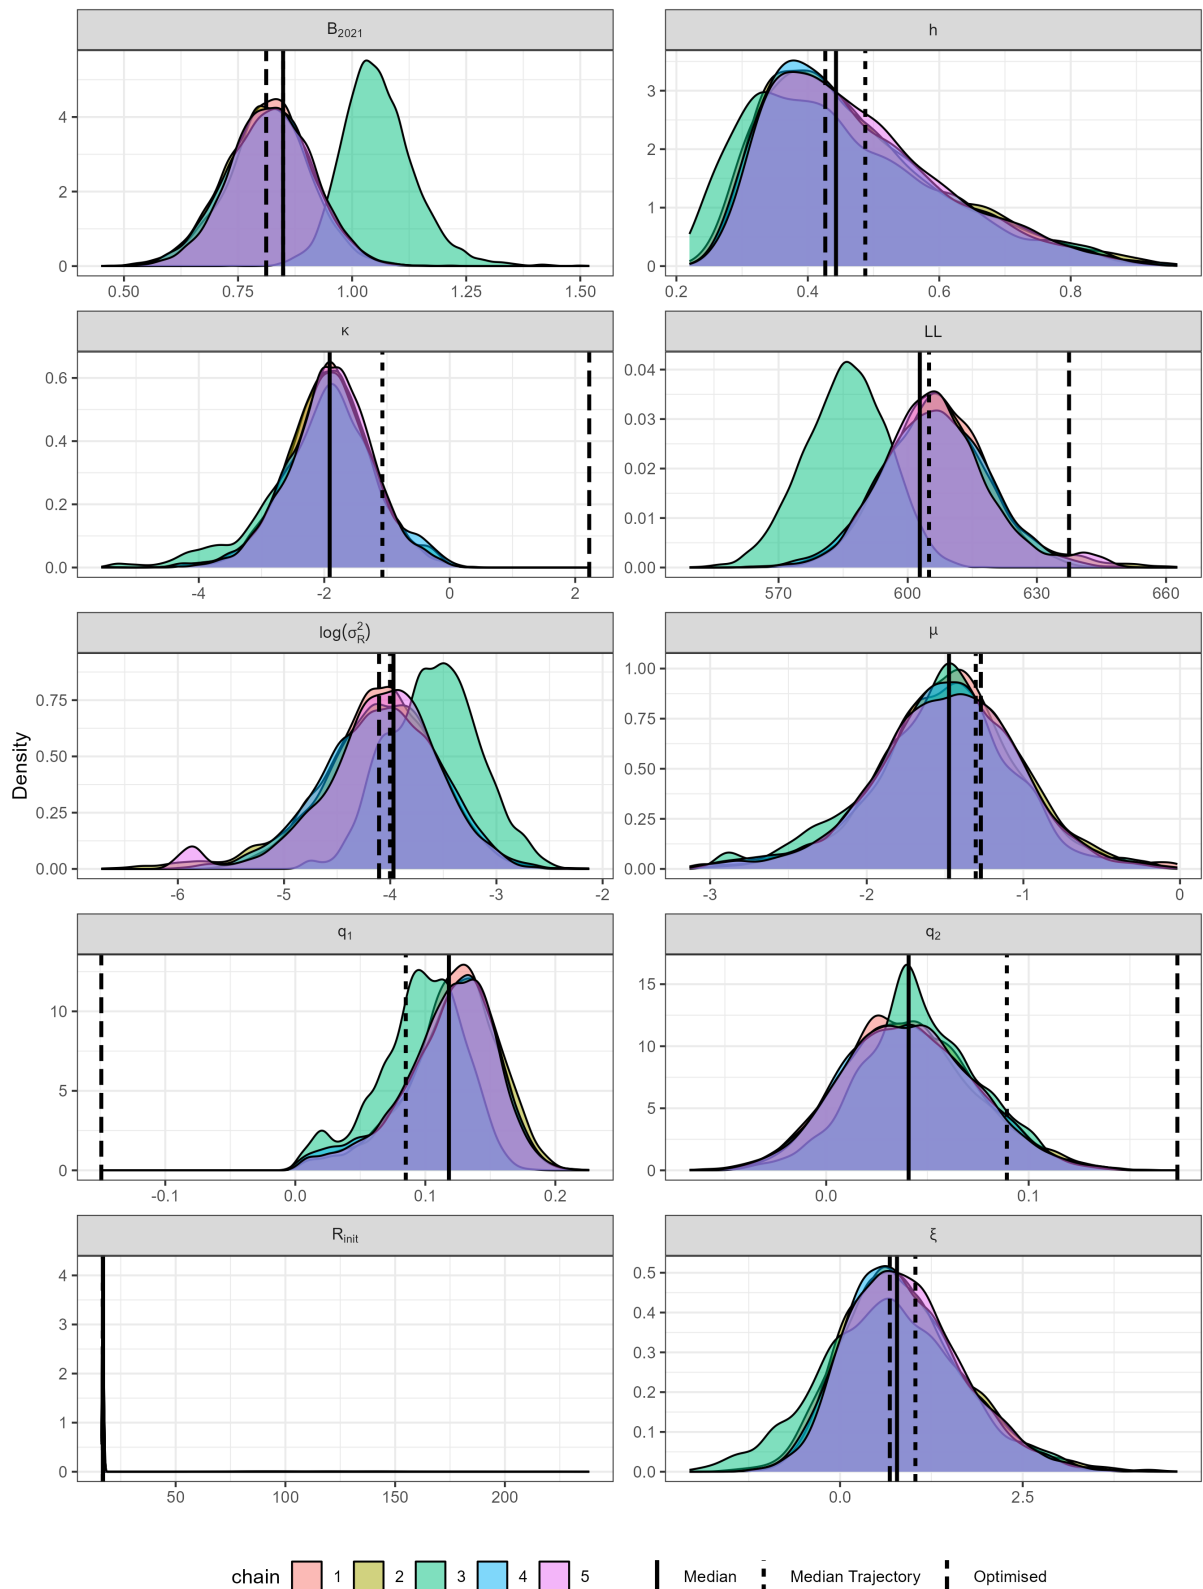 B2021
h
4
2
0
0.50 0.75 1.00 1.25 1.50
3
2
1
0
0.2 0.4 0.6 0.8
κ
LL
0.6
0.4
0.2
0.0
-4 -2 0 2
0.04
0.03
0.02
0.01
0.00
570 600 630 660
log(σ²R)
μ
Density
0.75
0.50
0.25
0.00
-6 -5 -4 -3 -2
1.00
0.75
0.50
0.25
0.00
-3 -2 -1 0
q1
q2
10
5
0
-0.1 0.0 0.1 0.2
15
10
5
0
0.0 0.1
Rinit
ξ
4
3
2
1
0
50 100 150 200
0.5
0.4
0.3
0.2
0.1
0.0
0.0 2.5
chain 1 2 3 4 5 Median Median Trajectory Optimised